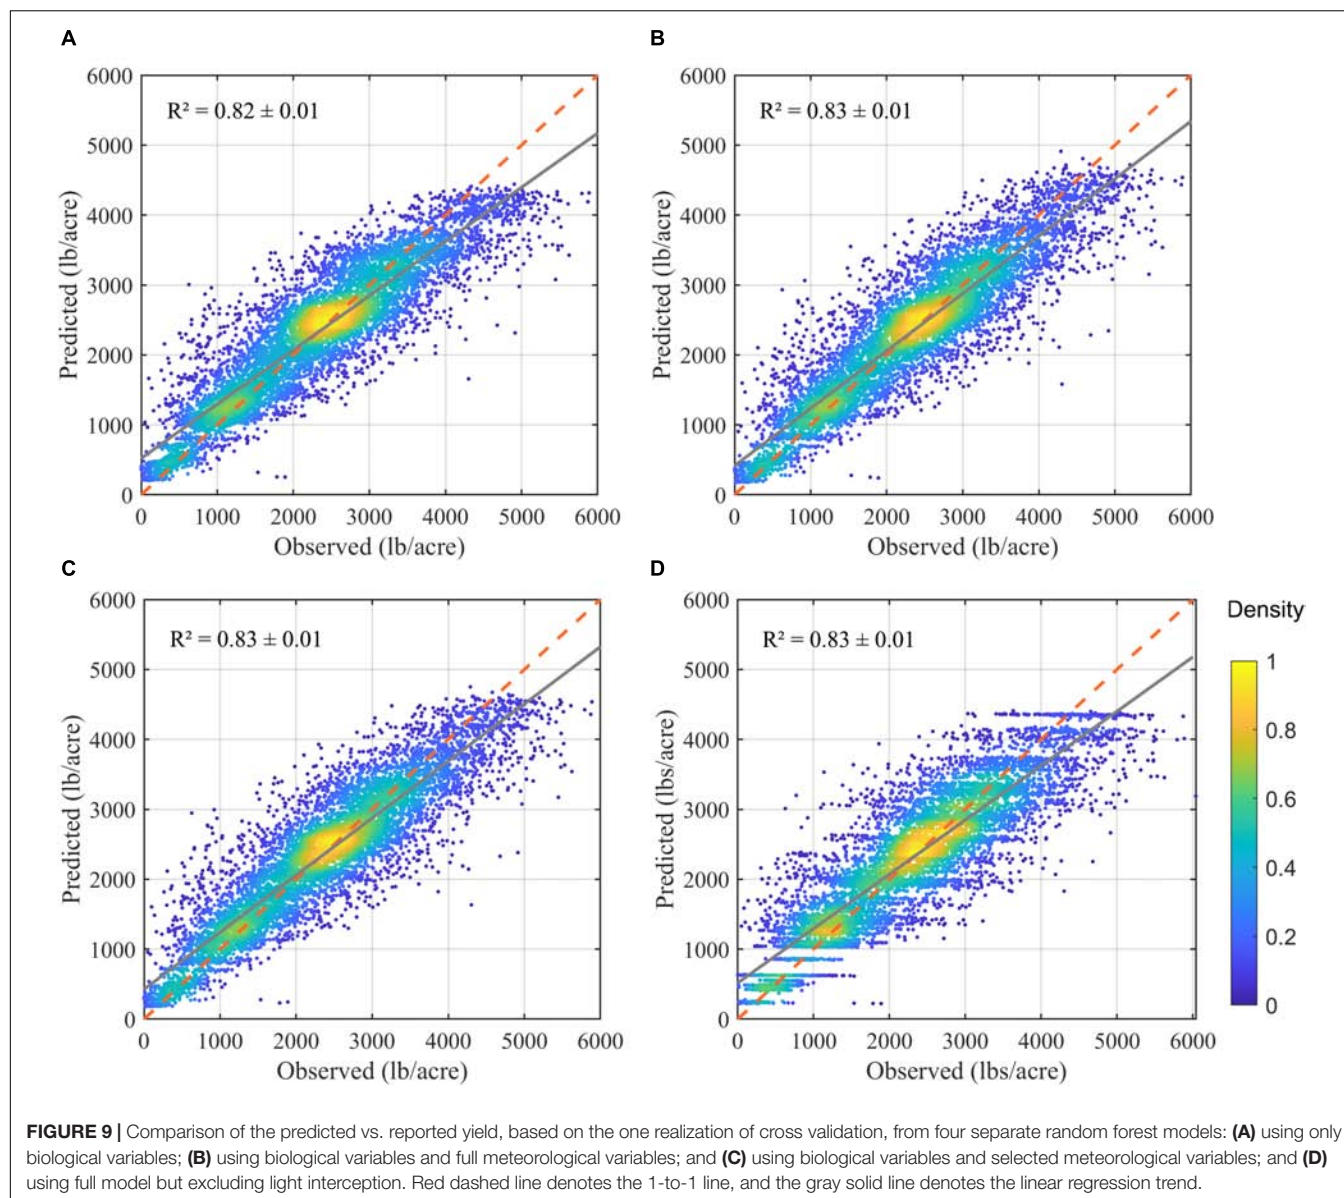 A
R² = 0.82 ± 0.01
Predicted (lb/acre)
6000
5000
4000
3000
2000
1000
0
0 1000 2000 3000 4000 5000 6000
Observed (lb/acre)
B
R² = 0.83 ± 0.01
Predicted (lb/acre)
6000
5000
4000
3000
2000
1000
0
0 1000 2000 3000 4000 5000 6000
Observed (lb/acre)
C
R² = 0.83 ± 0.01
Predicted (lb/acre)
6000
5000
4000
3000
2000
1000
0
0 1000 2000 3000 4000 5000 6000
Observed (lb/acre)
D
R² = 0.83 ± 0.01
Predicted (lbs/acre)
6000
5000
4000
3000
2000
1000
0
0 1000 2000 3000 4000 5000 6000
Observed (lbs/acre)
Density
1
0.8
0.6
0.4
0.2
0
FIGURE 9 | Comparison of the predicted vs. reported yield, based on the one realization of cross validation, from four separate random forest models: (A) using only
biological variables; (B) using biological variables and full meteorological variables; and (C) using biological variables and selected meteorological variables; and (D)
using full model but excluding light interception. Red dashed line denotes the 1-to-1 line, and the gray solid line denotes the linear regression trend.